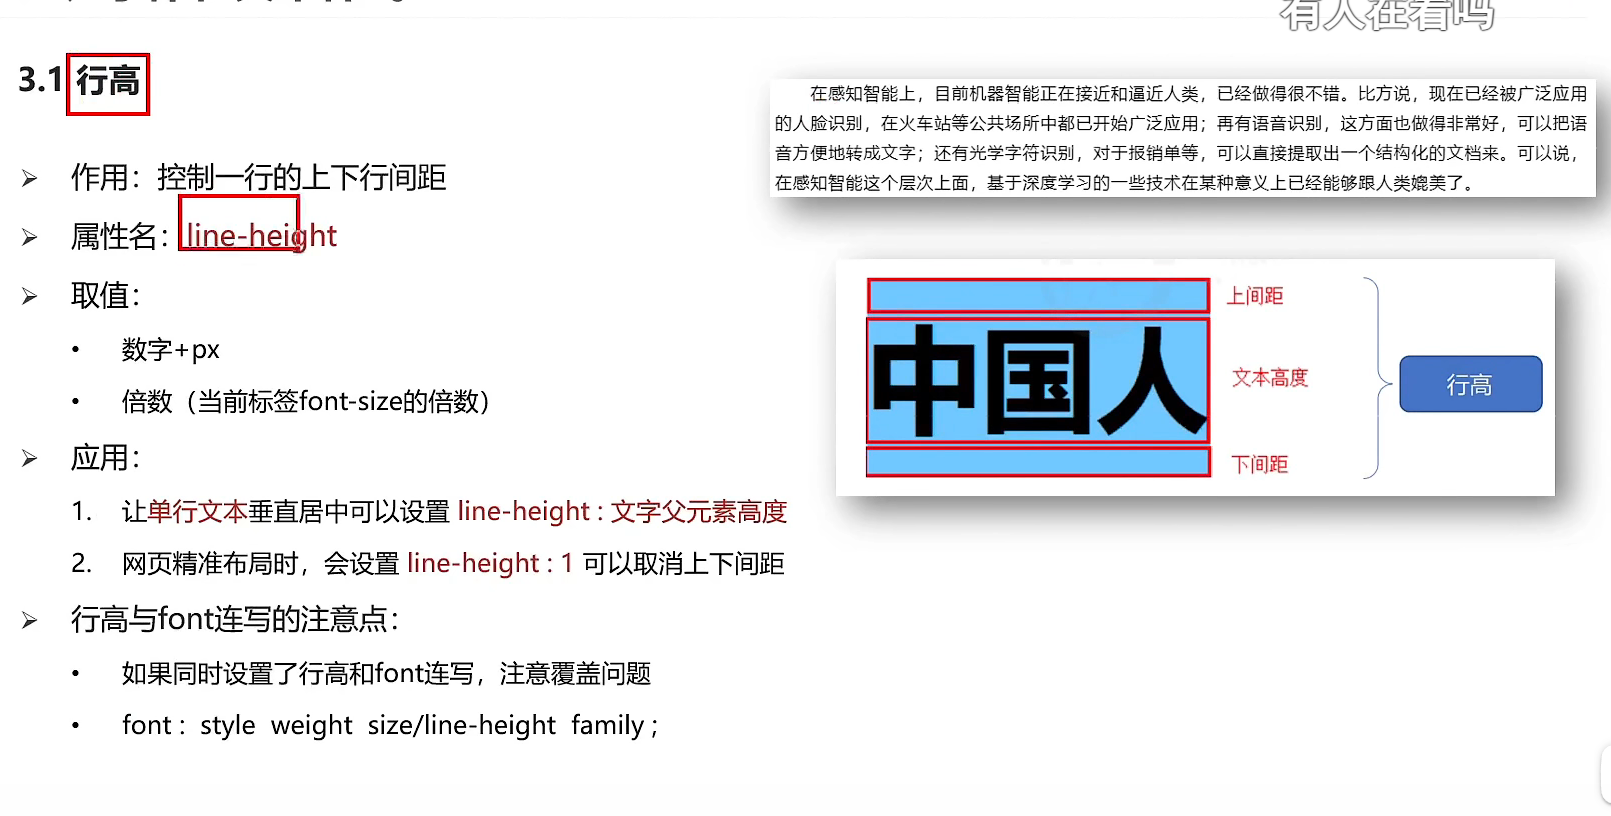 有人在看吗
3.1 行高
作用：控制一行的上下行间距
属性名：line-height
取值：
数字+px
倍数（当前标签font-size的倍数）
应用：
1. 让单行文本垂直居中可以设置 line-height : 文字父元素高度
2. 网页精准布局时，会设置 line-height : 1 可以取消上下间距
行高与font连写的注意点：
如果同时设置了行高和font连写，注意覆盖问题
font : style weight size/line-height family ;
在感知智能上，目前机器智能正在接近和逼近人类，已经做得很不错。比方说，现在已经被广泛应用
的人脸识别，在火车站等公共场所中都已开始广泛应用；再有语音识别，这方面也做得非常好，可以把语
音方便地转成文字；还有光学字符识别，对于报销单等，可以直接提取出一个结构化的文档来。可以说，
在感知智能这个层次上面，基于深度学习的一些技术在某种意义上已经能够跟人类媲美了。
上间距
中国人
文本高度
行高
下间距